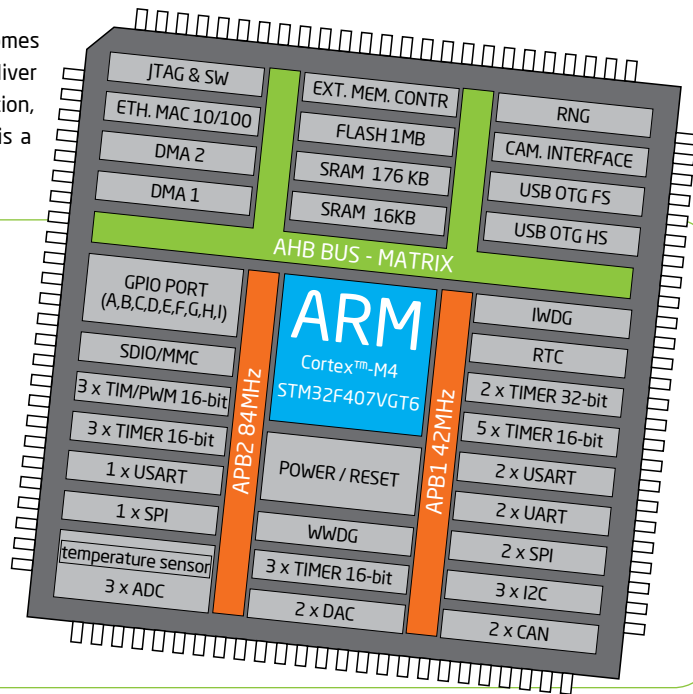 omes
liver
tion,
is a
JTAG & SW
ETH. MAC 10/100
DMA 2
DMA 1
EXT. MEM. CONTR
FLASH 1MB
SRAM 176 KB
SRAM 16KB
RNG
CAM. INTERFACE
USB OTG FS
USB OTG HS
AHB BUS - MATRIX
GPIO PORT
(A,B,C,D,E,F,G,H,I)
SDIO/MMC
3 x TIM/PWM 16-bit
3 x TIMER 16-bit
1 x USART
1 x SPI
temperature sensor
3 x ADC
APB2 84MHz
ARM
Cortex™-M4
STM32F407VGT6
POWER / RESET
WWDG
3 x TIMER 16-bit
2 x DAC
APB1 42MHz
IWDG
RTC
2 x TIMER 32-bit
5 x TIMER 16-bit
2 x USART
2 x UART
2 x SPI
3 x I2C
2 x CAN